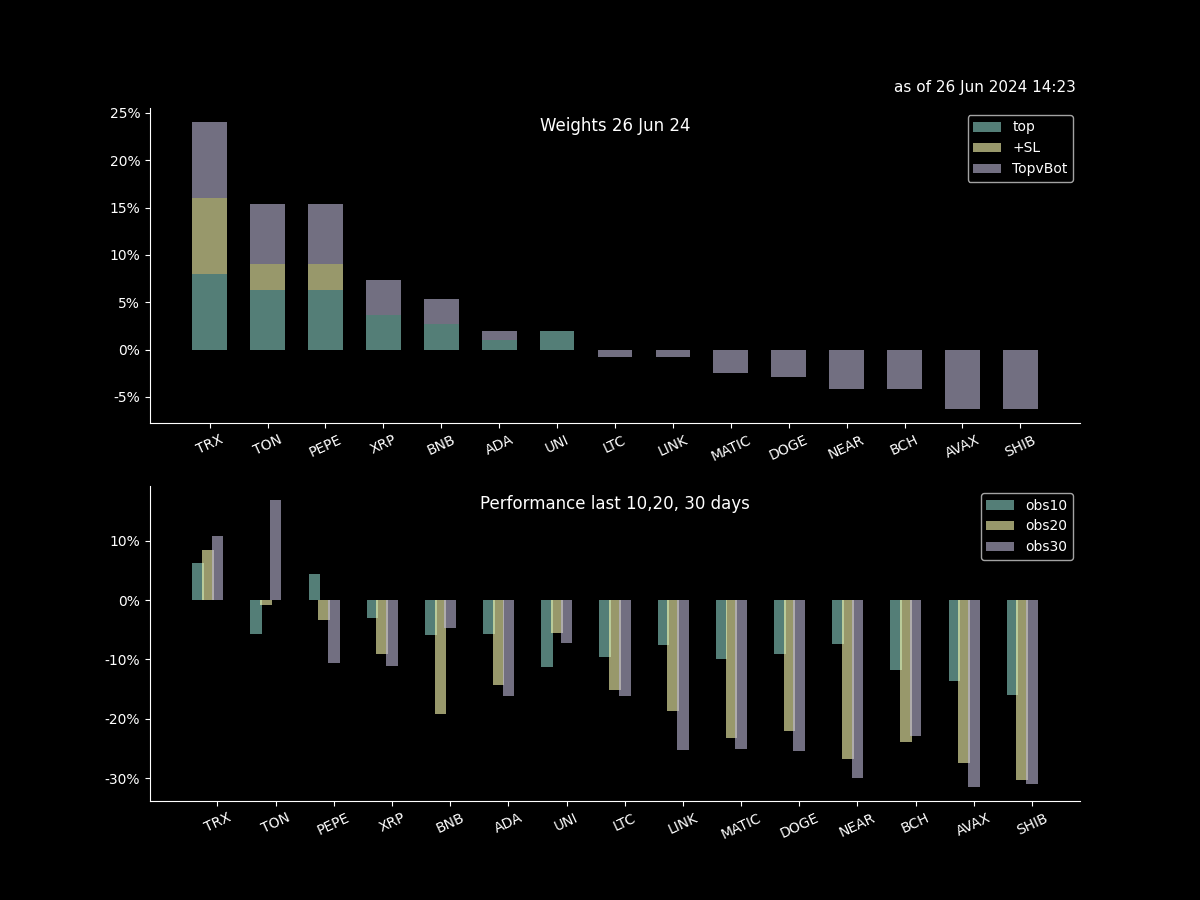 as of 26 Jun 2024 14:23
Weights 26 Jun 24
top
+SL
TopvBot
25%
20%
15%
10%
5%
0%
-5%
TRX TON PEPE XRP BNB ADA UNI LTC LINK MATIC DOGE NEAR BCH AVAX SHIB
Performance last 10,20, 30 days
obs10
obs20
obs30
10%
0%
-10%
-20%
-30%
TRX TON PEPE XRP BNB ADA UNI LTC LINK MATIC DOGE NEAR BCH AVAX SHIB